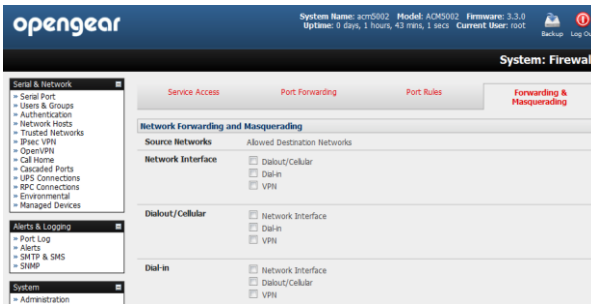 opengear
System Name: acm5002 Model: ACM5002 Firmware: 3.3.0
Uptime: 0 days, 1 hours, 43 mins, 1 secs Current User: root
Backup
Log Ou
System: Firewal
Serial & Network
» Serial Port
» Users & Groups
» Authentication
» Network Hosts
» Trusted Networks
» IPsec VPN
» OpenVPN
» Call Home
» Cascaded Ports
» UPS Connections
» RPC Connections
» Environmental
» Managed Devices
Alerts & Logging
» Port Log
» Alerts
» SMTP & SMS
» SNMP
System
» Administration
Service Access
Port Forwarding
Port Rules
Forwarding &
Masquerading
Network Forwarding and Masquerading
Source Networks Allowed Destination Networks
Network Interface Dialout/Cellular
Dial-in
VPN
Dialout/Cellular Network Interface
Dial-in
VPN
Dial-in Network Interface
Dialout/Cellular
VPN